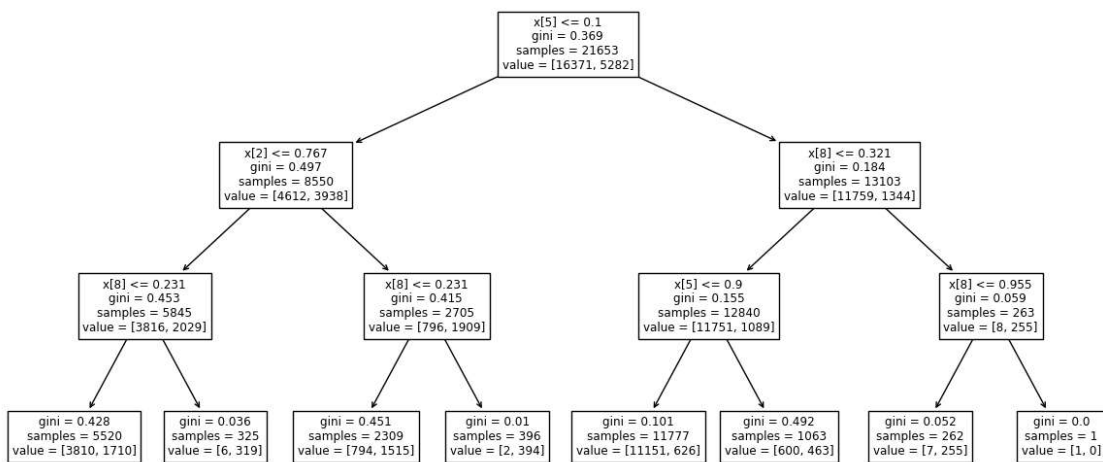 x[5] <= 0.1
gini = 0.369
samples = 21653
value = [16371, 5282]
x[2] <= 0.767
gini = 0.497
samples = 8550
value = [4612, 3938]
x[8] <= 0.321
gini = 0.184
samples = 13103
value = [11759, 1344]
x[8] <= 0.231
gini = 0.453
samples = 5845
value = [3816, 2029]
x[8] <= 0.231
gini = 0.415
samples = 2705
value = [796, 1909]
x[5] <= 0.9
gini = 0.155
samples = 12840
value = [11751, 1089]
x[8] <= 0.955
gini = 0.059
samples = 263
value = [8, 255]
gini = 0.428
samples = 5520
value = [3810, 1710]
gini = 0.036
samples = 325
value = [6, 319]
gini = 0.451
samples = 2309
value = [794, 1515]
gini = 0.01
samples = 396
value = [2, 394]
gini = 0.101
samples = 11777
value = [11151, 626]
gini = 0.492
samples = 1063
value = [600, 463]
gini = 0.052
samples = 262
value = [7, 255]
gini = 0.0
samples = 1
value = [1, 0]